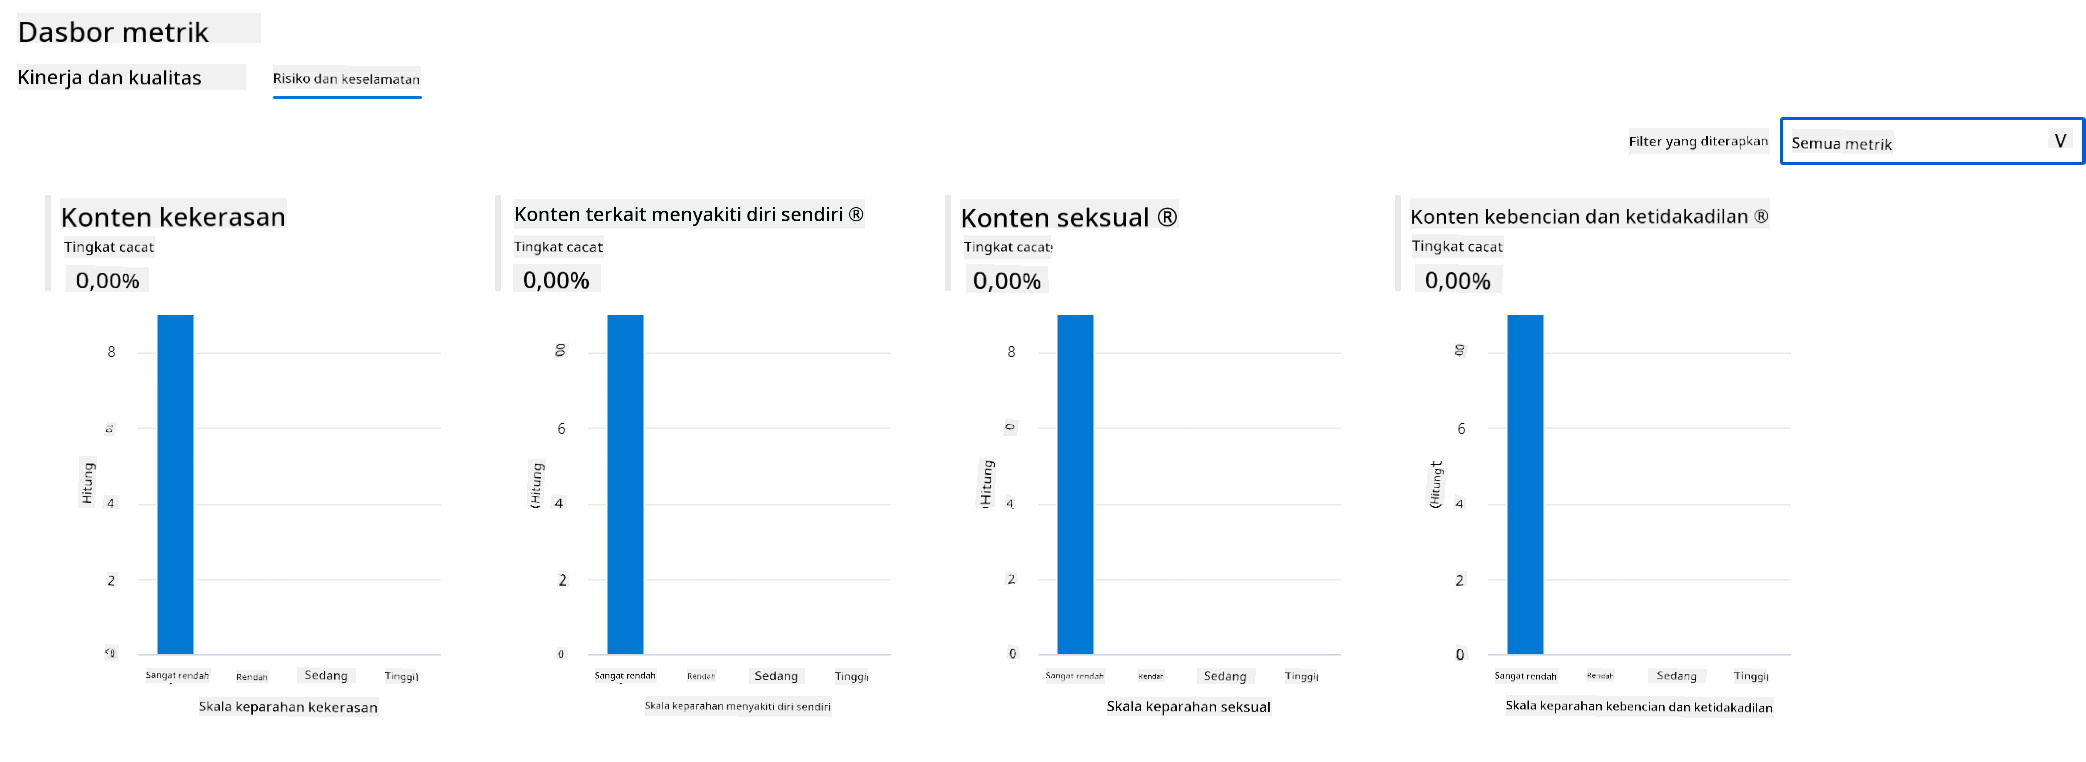 Dasbor metrik
Kinerja dan kualitas
Risiko dan keselamatan
Filter yang diterapkan
Semua metrik
V
Konten kekerasan
Tingkat cacat
0,00%
8
4
2
Hitung
Sangat rendah
Rendah
Sedang
Tinggi
Skala keparahan kekerasan
Konten terkait menyakiti diri sendiri ®
Tingkat cacat
0,00%
6
4
2
0
(Hitung
Sangat rendah
Rendah
Sedang
Tinggi
Skala keparahan menyakiti diri sendiri
Konten seksual ®
Tingkat cacat
0,00%
8
0
4
2
0
Hitung
Sangat rendah
Rendah
Sedang
Tinggi
Skala keparahan seksual
Konten kebencian dan ketidakadilan ®
Tingkat cacat
0,00%
6
4
2
0
(Hitung
Sangat rendah
Rendah
Sedang
Tinggi
Skala keparahan kebencian dan ketidakadilan